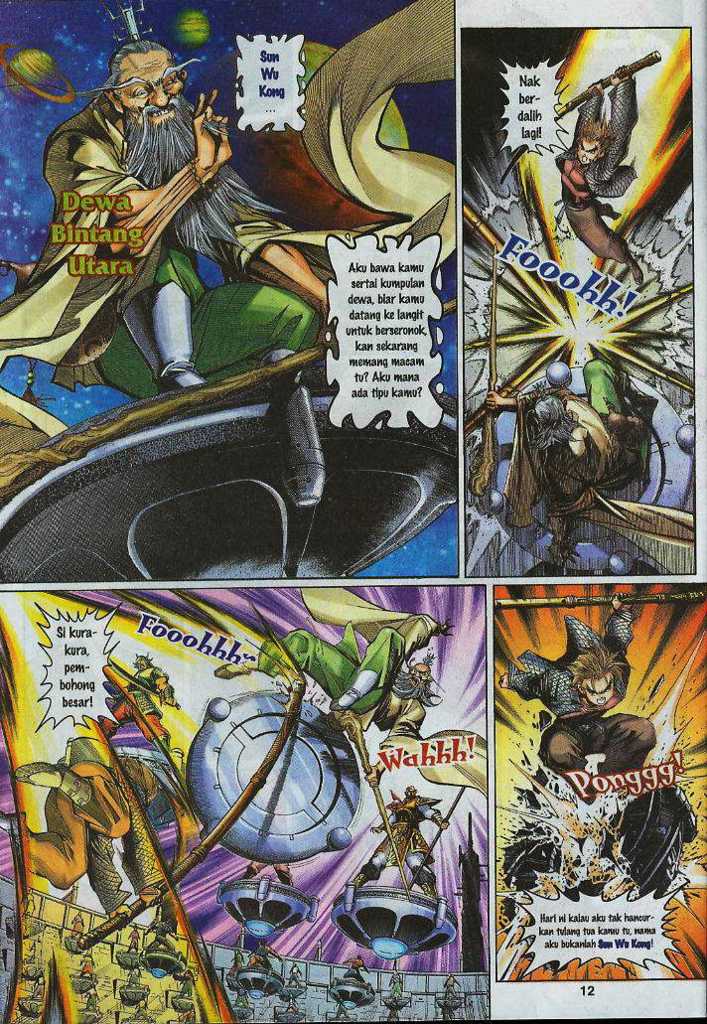 Sun
Wu
Kong
...
Dewa
Bintang
Utara
Aku bawa kamu
sertai kumpulan
dewa, biar kamu
datang ke langit
untuk berseronok,
kan sekarang
memang macam
tu? Aku mana
ada tipu kamu?
Nak
ber-
dalih
lagi!
Fooohh!
Si kura-
kura,
pem-
bohong
besar!
Fooohhh
Wahhh!
Ponggg!
Hari ni kalau aku tak hancur-
kan tulang tua kamu tu, nama
aku bukanlah Sun Wu Kong!
12